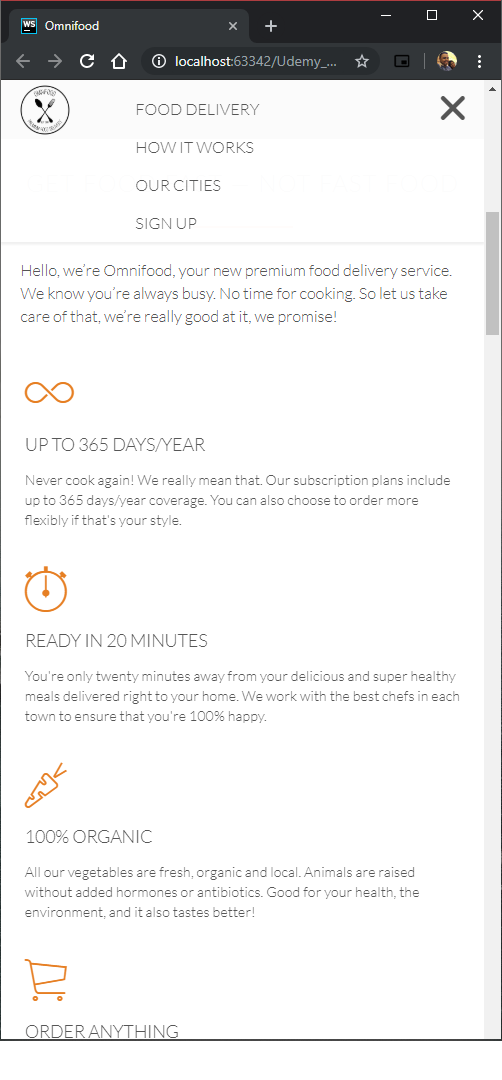 WS
Omnifood
localhost:63342/Udemy_...
FOOD DELIVERY
HOW IT WORKS
OUR CITIES
SIGN UP
Hello, we’re Omnifood, your new premium food delivery service.
We know you’re always busy. No time for cooking. So let us take
care of that, we’re really good at it, we promise!
UP TO 365 DAYS/YEAR
Never cook again! We really mean that. Our subscription plans include
up to 365 days/year coverage. You can also choose to order more
flexibly if that's your style.
READY IN 20 MINUTES
You're only twenty minutes away from your delicious and super healthy
meals delivered right to your home. We work with the best chefs in each
town to ensure that you're 100% happy.
100% ORGANIC
All our vegetables are fresh, organic and local. Animals are raised
without added hormones or antibiotics. Good for your health, the
environment, and it also tastes better!
ORDER ANYTHING